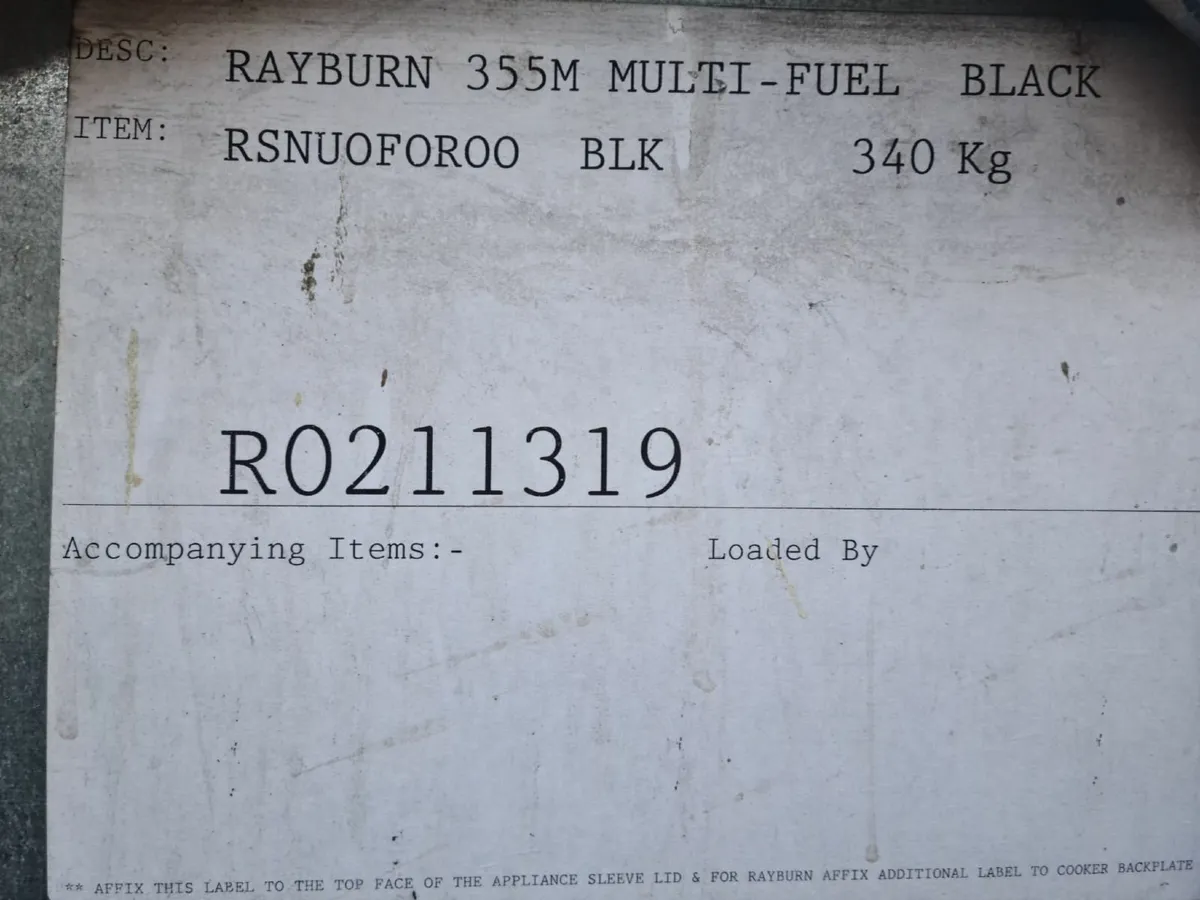 DESC: RAYBURN 355M MULTI-FUEL BLACK
ITEM: RSNUOFOROO BLK 340 Kg
R0211319
Accompanying Items:- Loaded By
** AFFIX THIS LABEL TO THE TOP FACE OF THE APPLIANCE SLEEVE LID & FOR RAYBURN AFFIX ADDITIONAL LABEL TO COOKER BACKPLATE